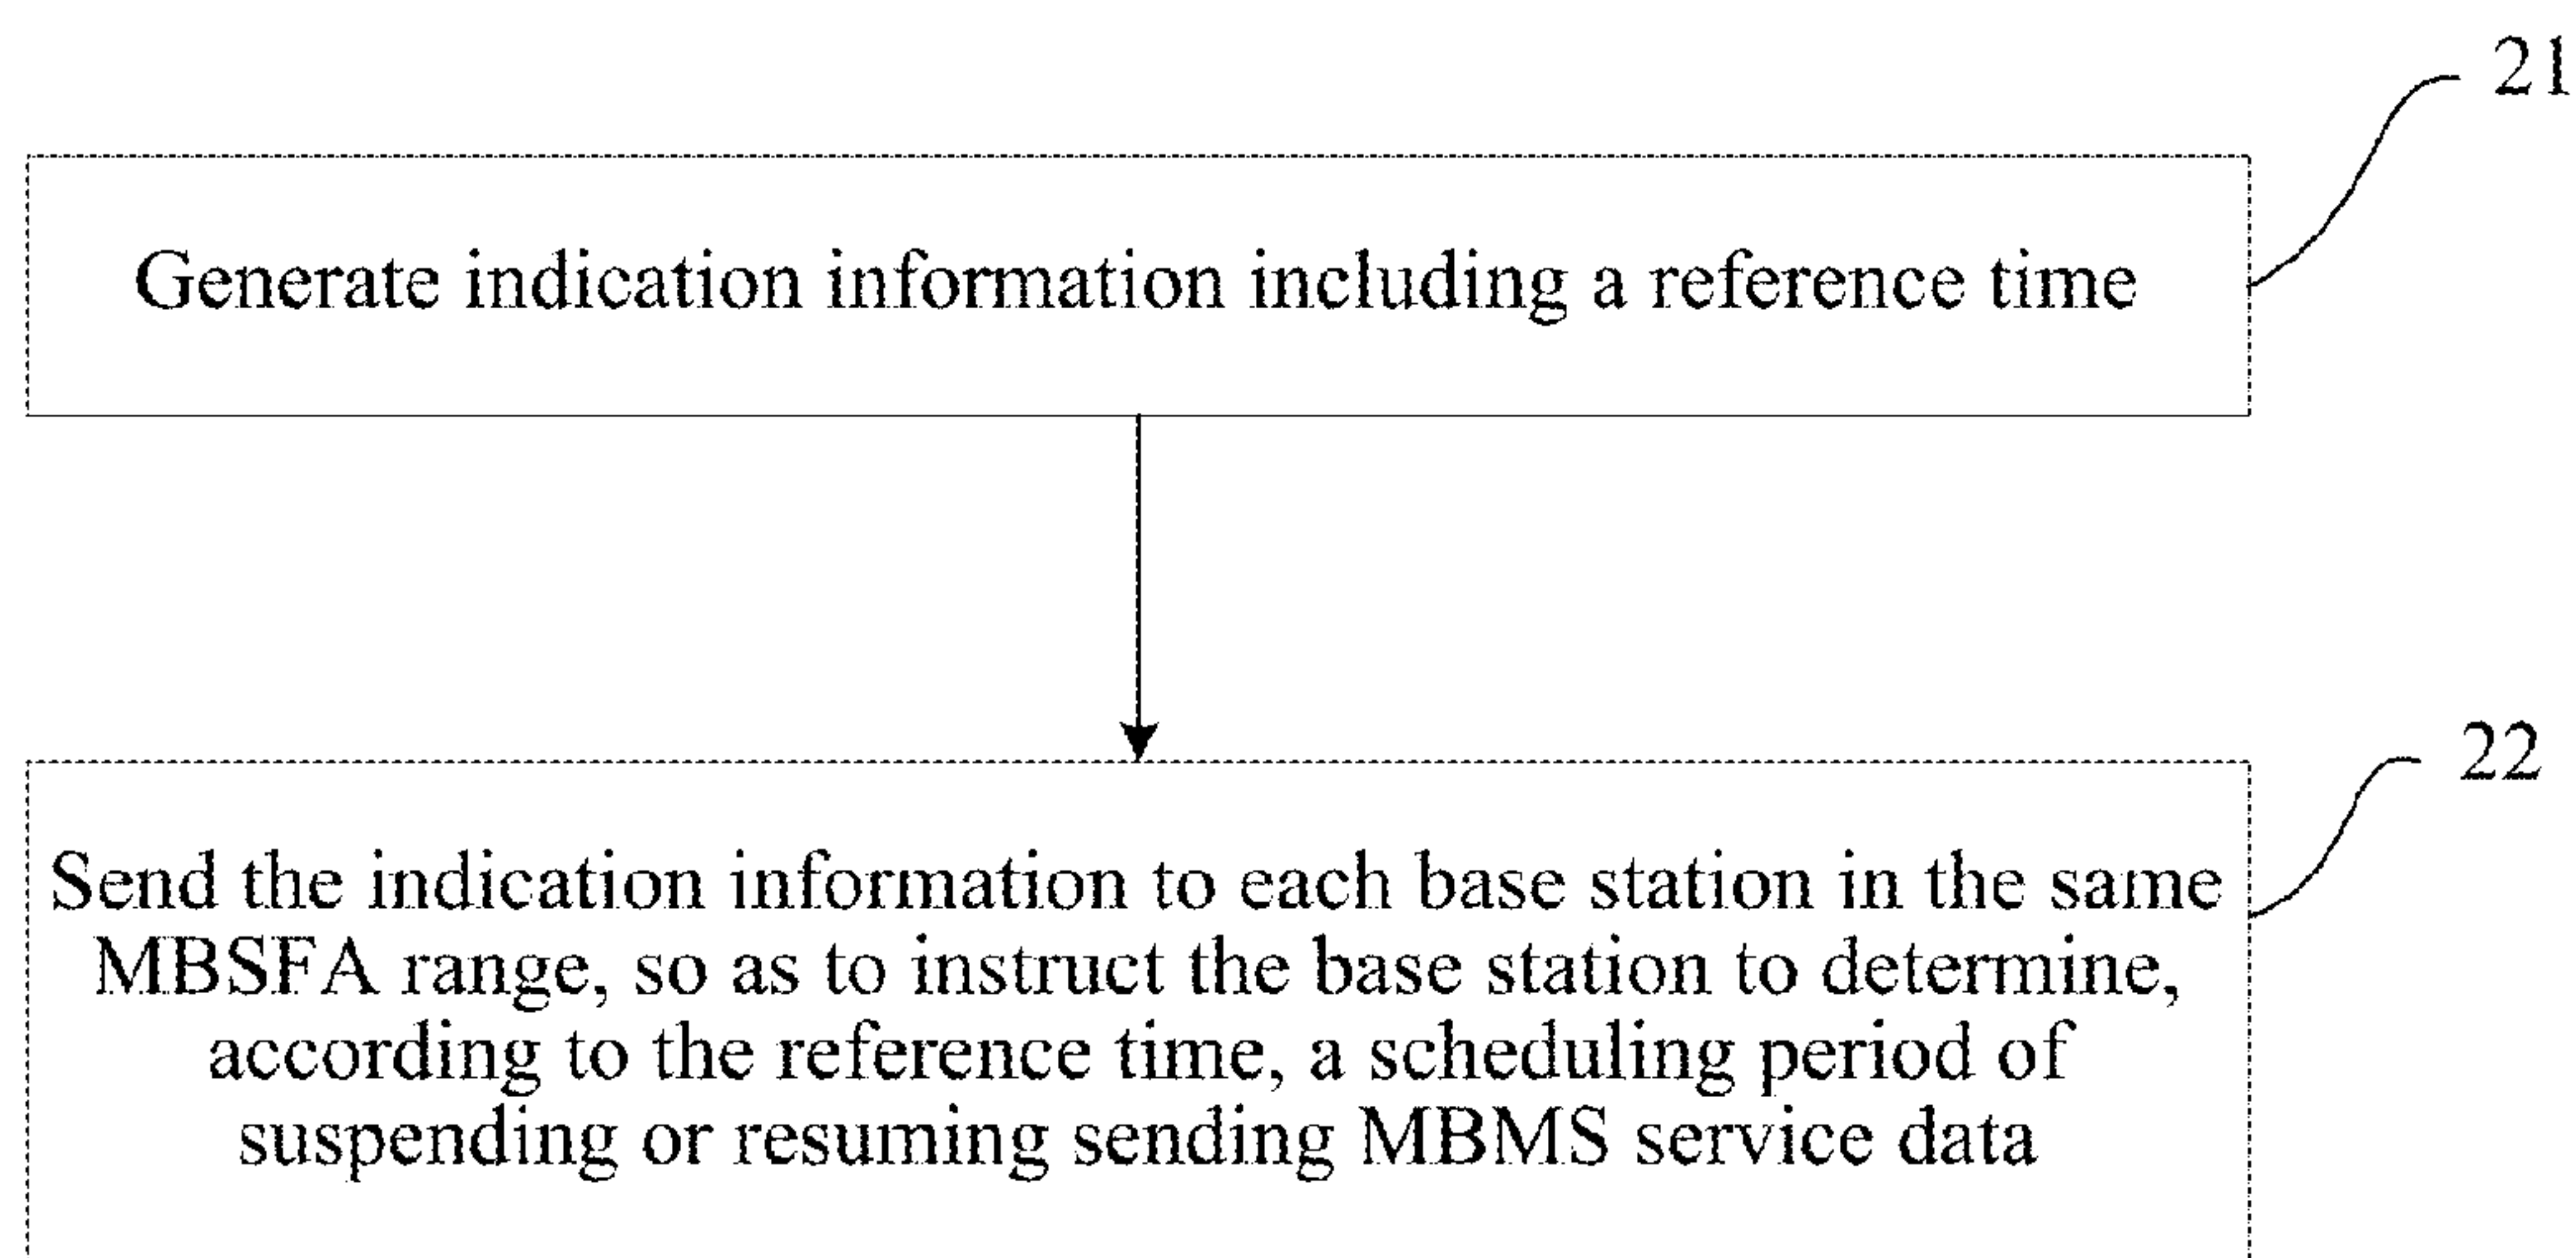 21
Generate indication information including a reference time
22
Send the indication information to each base station in the same
MBSFA range, so as to instruct the base station to determine,
according to the reference time, a scheduling period of
suspending or resuming sending MBMS service data